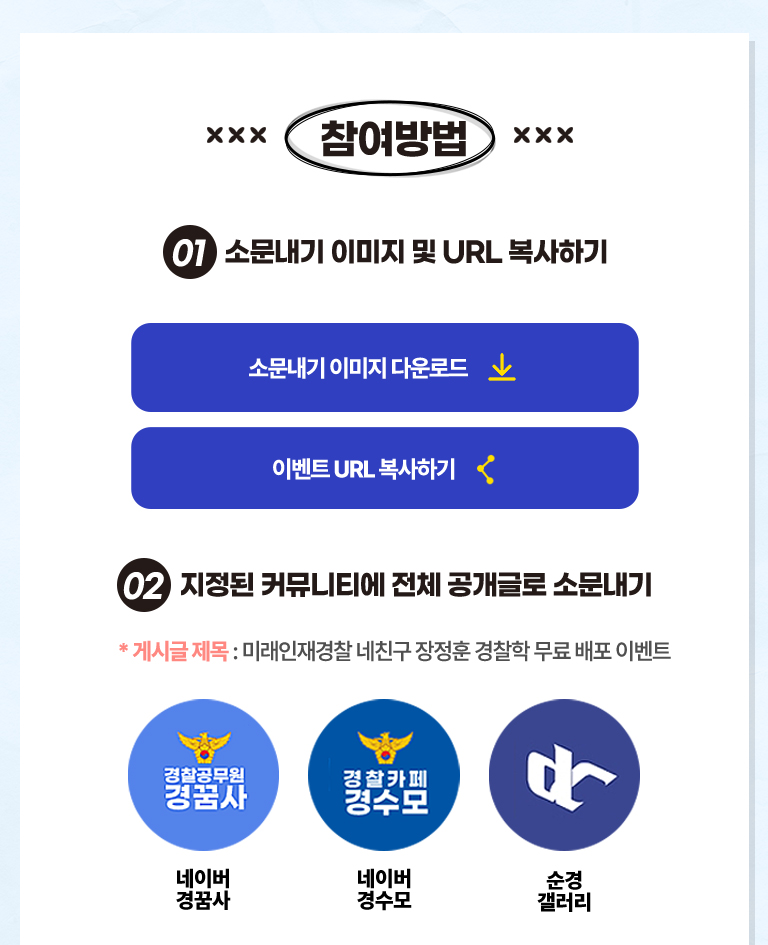 ××× 참여방법 ×××
01 소문내기 이미지 및 URL 복사하기
소문내기 이미지 다운로드
이벤트 URL 복사하기
02 지정된 커뮤니티에 전체 공개글로 소문내기
* 게시글 제목 : 미래인재경찰 네친구 장정훈 경찰학 무료 배포 이벤트
경찰공무원
경꿈사
경찰카페
경수모
dc
네이버
경꿈사
네이버
경수모
순경
갤러리